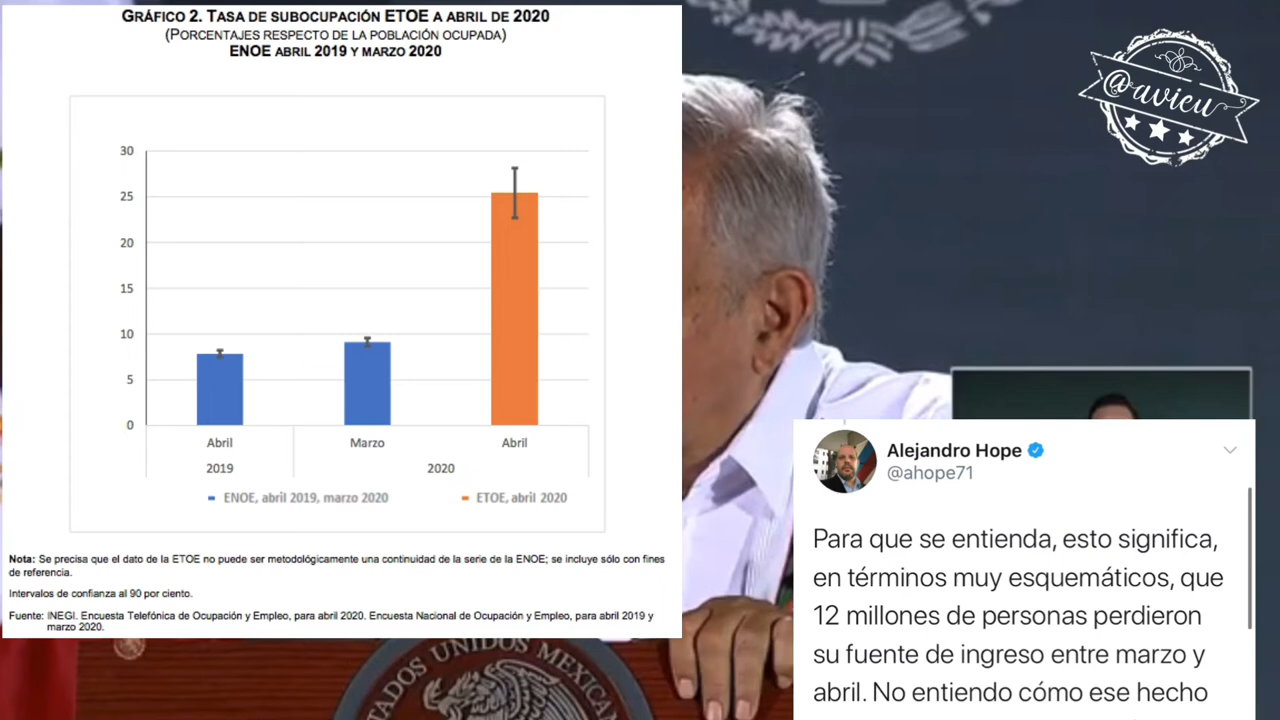 GRÁFICO 2. TASA DE SUBOCUPACIÓN ETOE A ABRIL DE 2020
(PORCENTAJES RESPECTO DE LA POBLACIÓN OCUPADA)
ENOE ABRIL 2019 Y MARZO 2020
30
25
20
15
10
5
0
Abril
Marzo
Abril
2019
2020
ENOE, abril 2019, marzo 2020
ETOE, abril 2020
Nota: Se precisa que el dato de la ETOE no puede ser metodológicamente una continuidad de la serie de la ENOE; se incluye sólo con fines
de referencia.
Intervalos de confianza al 90 por ciento.
Fuente: INEGI. Encuesta Telefónica de Ocupación y Empleo, para abril 2020. Encuesta Nacional de Ocupación y Empleo, para abril 2019 y
marzo 2020.
@avieu
Alejandro Hope
@ahope71
Para que se entienda, esto significa,
en términos muy esquemáticos, que
12 millones de personas perdieron
su fuente de ingreso entre marzo y
abril. No entiendo cómo ese hecho
UNIDOS MEXICAN